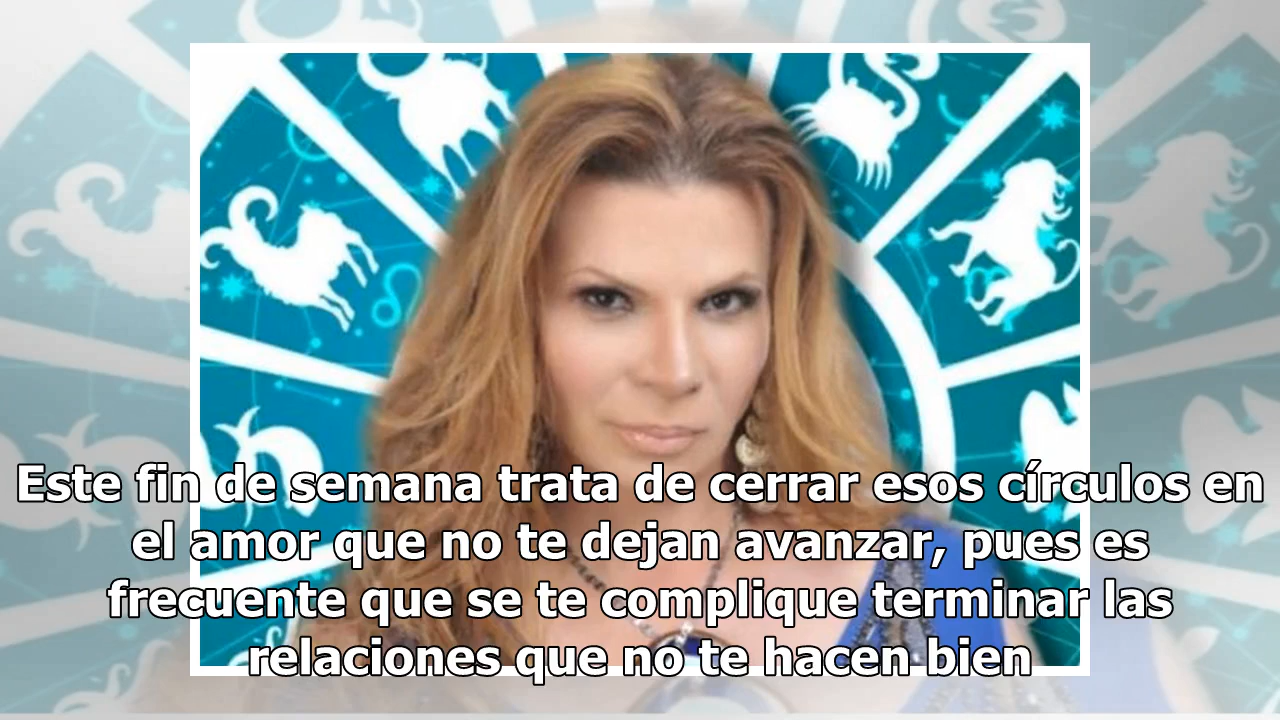 Este fin de semana trata de cerrar esos círculos en
el amor que no te dejan avanzar, pues es
frecuente que se te complique terminar las
relaciones que no te hacen bien